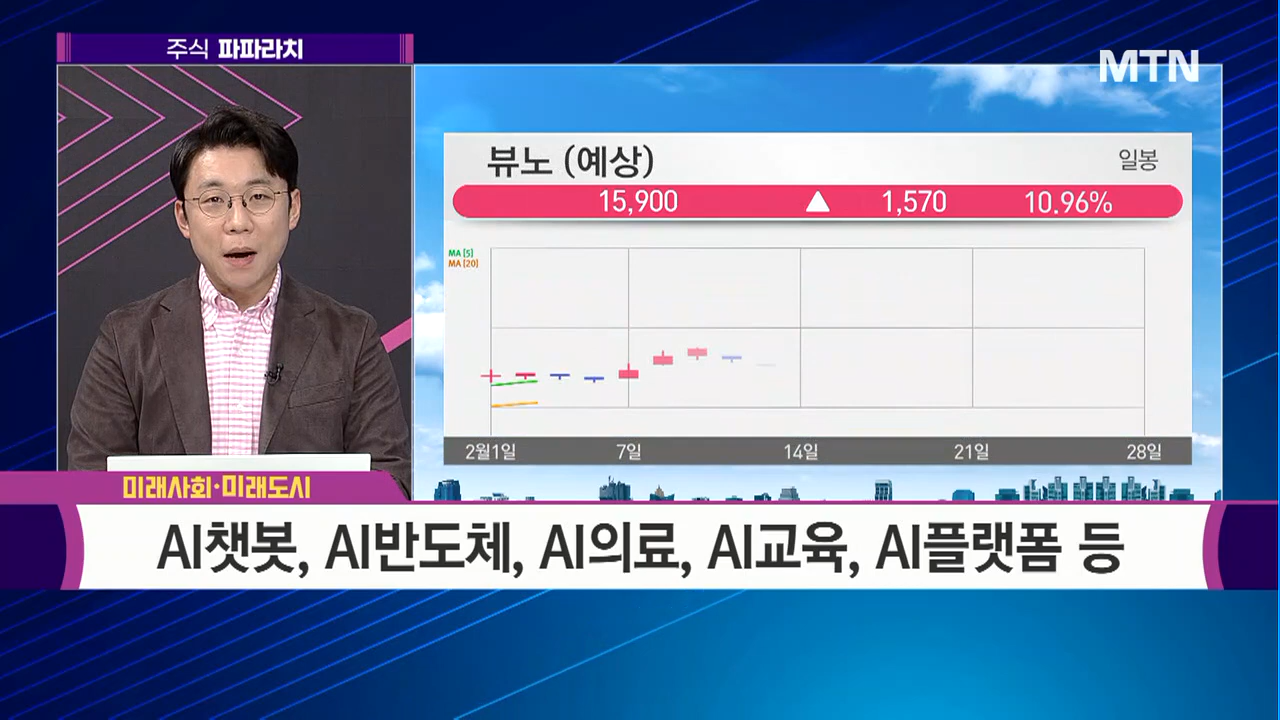 주식 파파라치
MTN
뷰노 (예상)
일봉
15,900 ▲ 1,570 10.96%
MA [5]
MA [20]
2월1일 7일 14일 21일 28일
미래사회·미래도시
AI챗봇, AI반도체, AI의료, AI교육, AI플랫폼 등